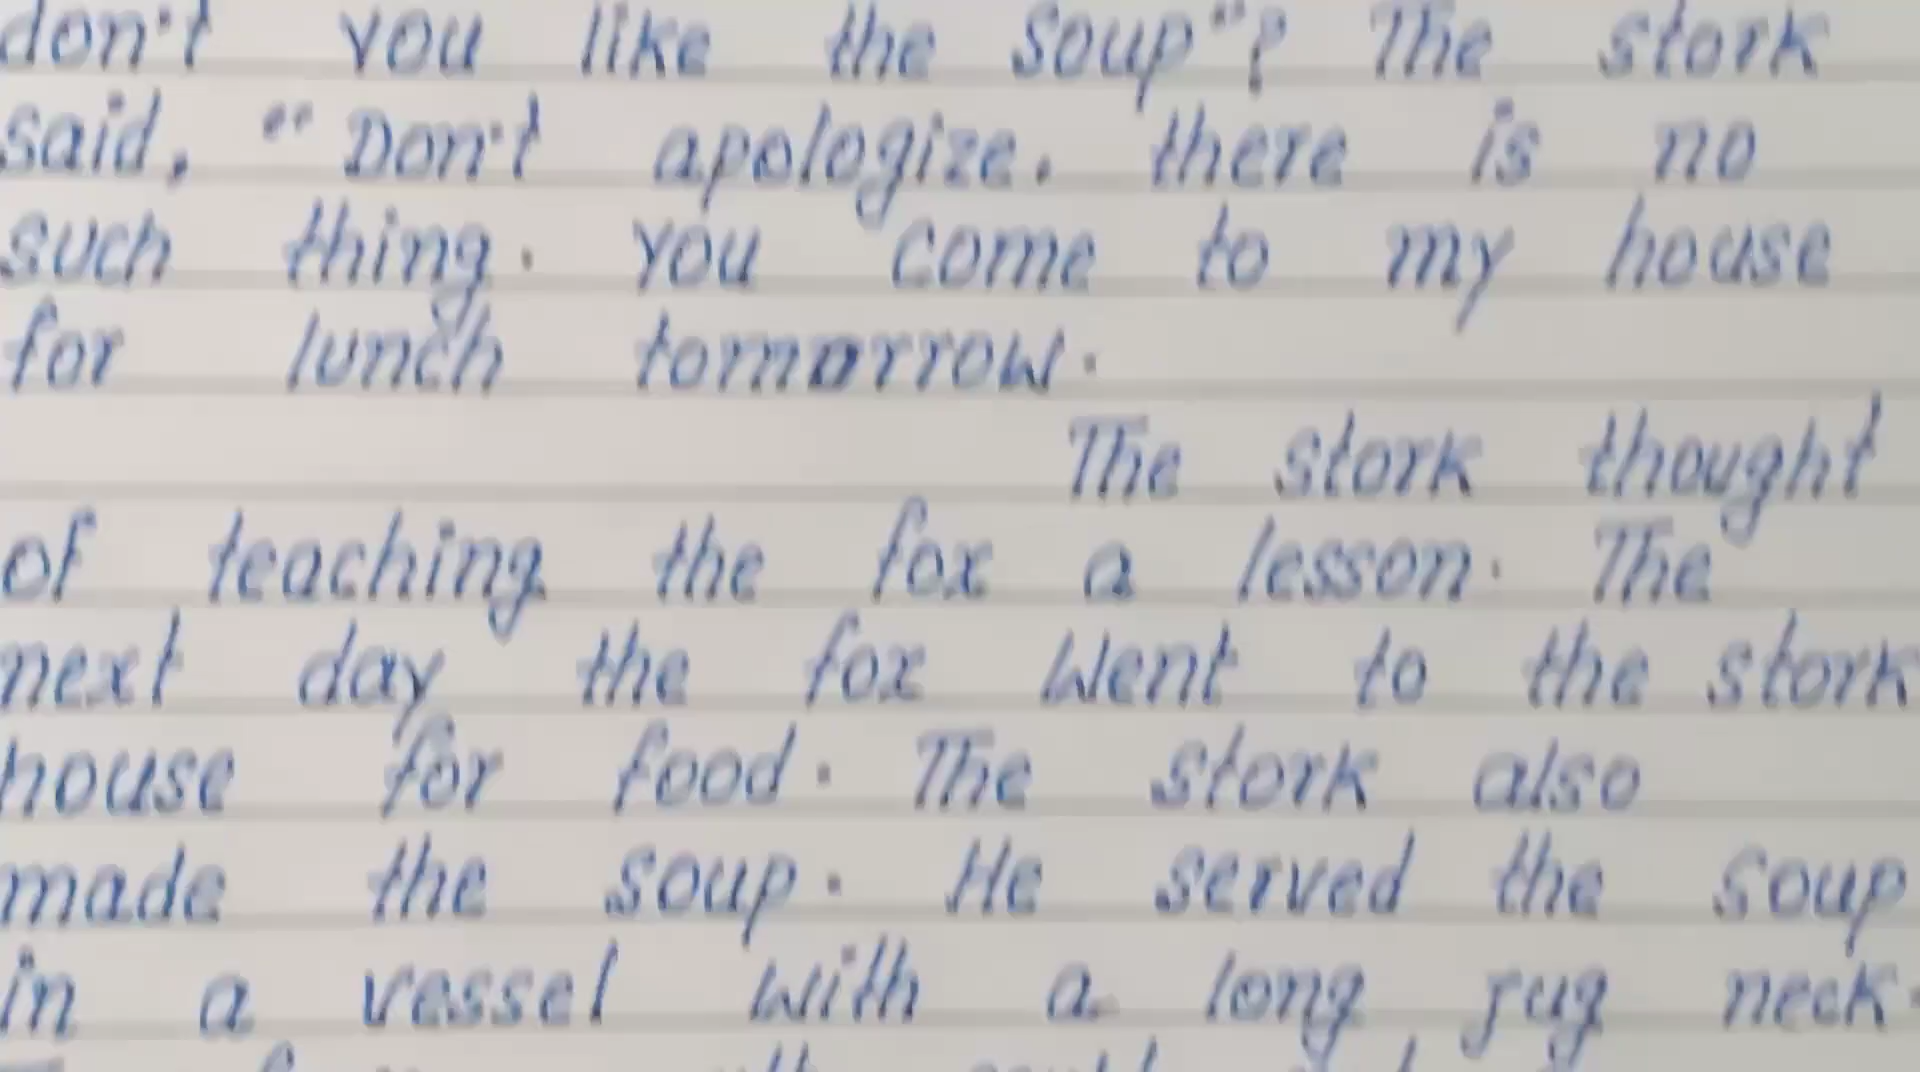 don't you like the soup"? The stork
said, "Don't apologize. there is no
such thing. You come to my house
for lunch tomorrow.
The stork thought
of teaching the fox a lesson. The
next day the fox went to the stork
house for food. The stork also
made the soup. He served the soup
in a vessel with a long jug neck.